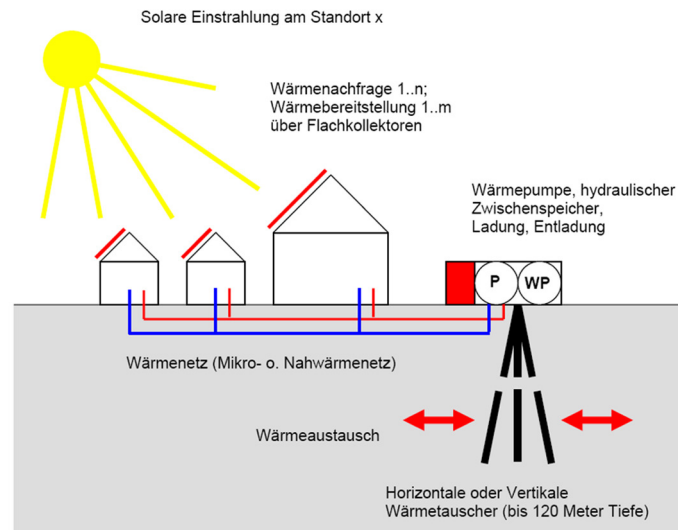 Solare Einstrahlung am Standort x
Wärmenachfrage 1..n;
Wärmebereitstellung 1..m
über Flachkollektoren
Wärmepumpe, hydraulischer
Zwischenspeicher,
Ladung, Entladung
P
WP
Wärmenetz (Mikro- o. Nahwärmenetz)
Wärmeaustausch
Horizontale oder Vertikale
Wärmetauscher (bis 120 Meter Tiefe)